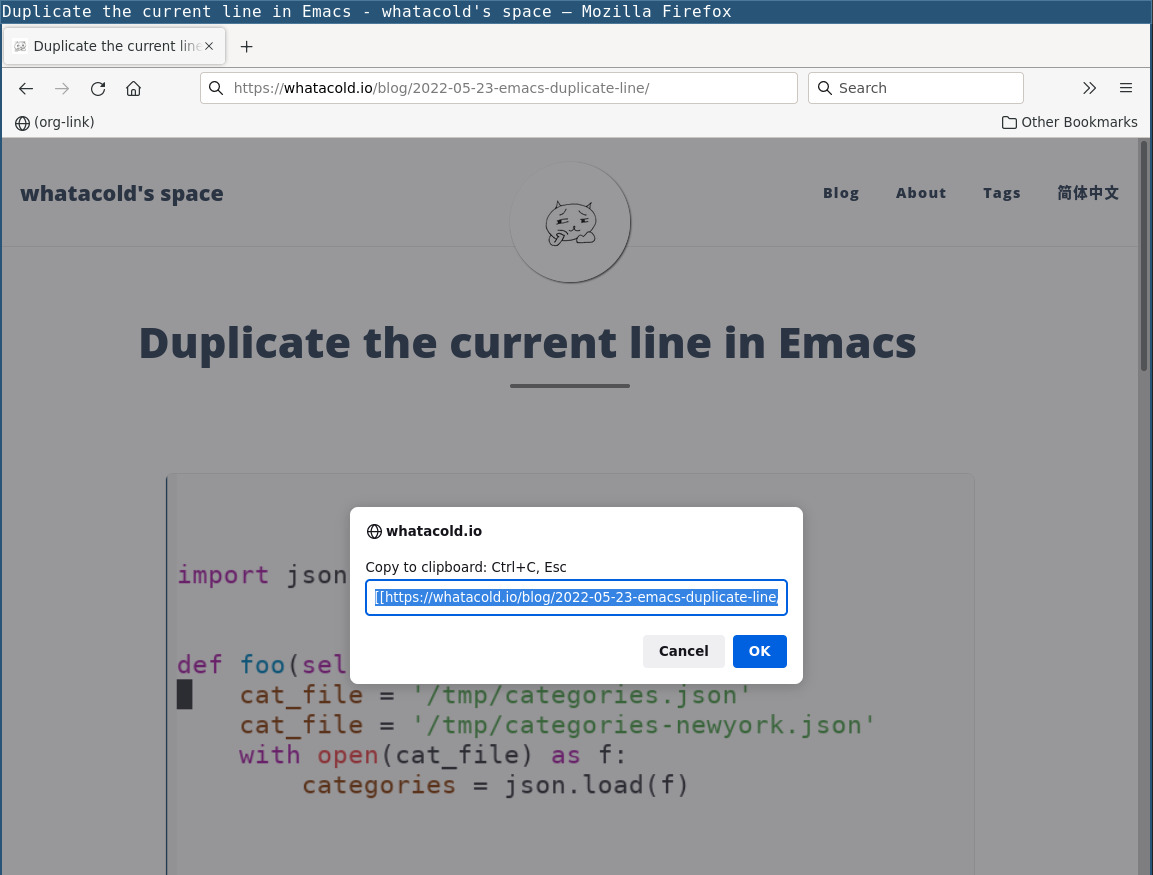 Duplicate the current line in Emacs - whatacold's space — Mozilla Firefox
Duplicate the current line
https://whatacold.io/blog/2022-05-23-emacs-duplicate-line/
Search
(org-link)
Other Bookmarks
whatacold's space
Blog About Tags 简体中文
Duplicate the current line in Emacs
whatacold.io
Copy to clipboard: Ctrl+C, Esc
[[https://whatacold.io/blog/2022-05-23-emacs-duplicate-line/
Cancel OK
import json
def foo(sel
cat_file = '/tmp/categories.json'
cat_file = '/tmp/categories-newyork.json'
with open(cat_file) as f:
categories = json.load(f)